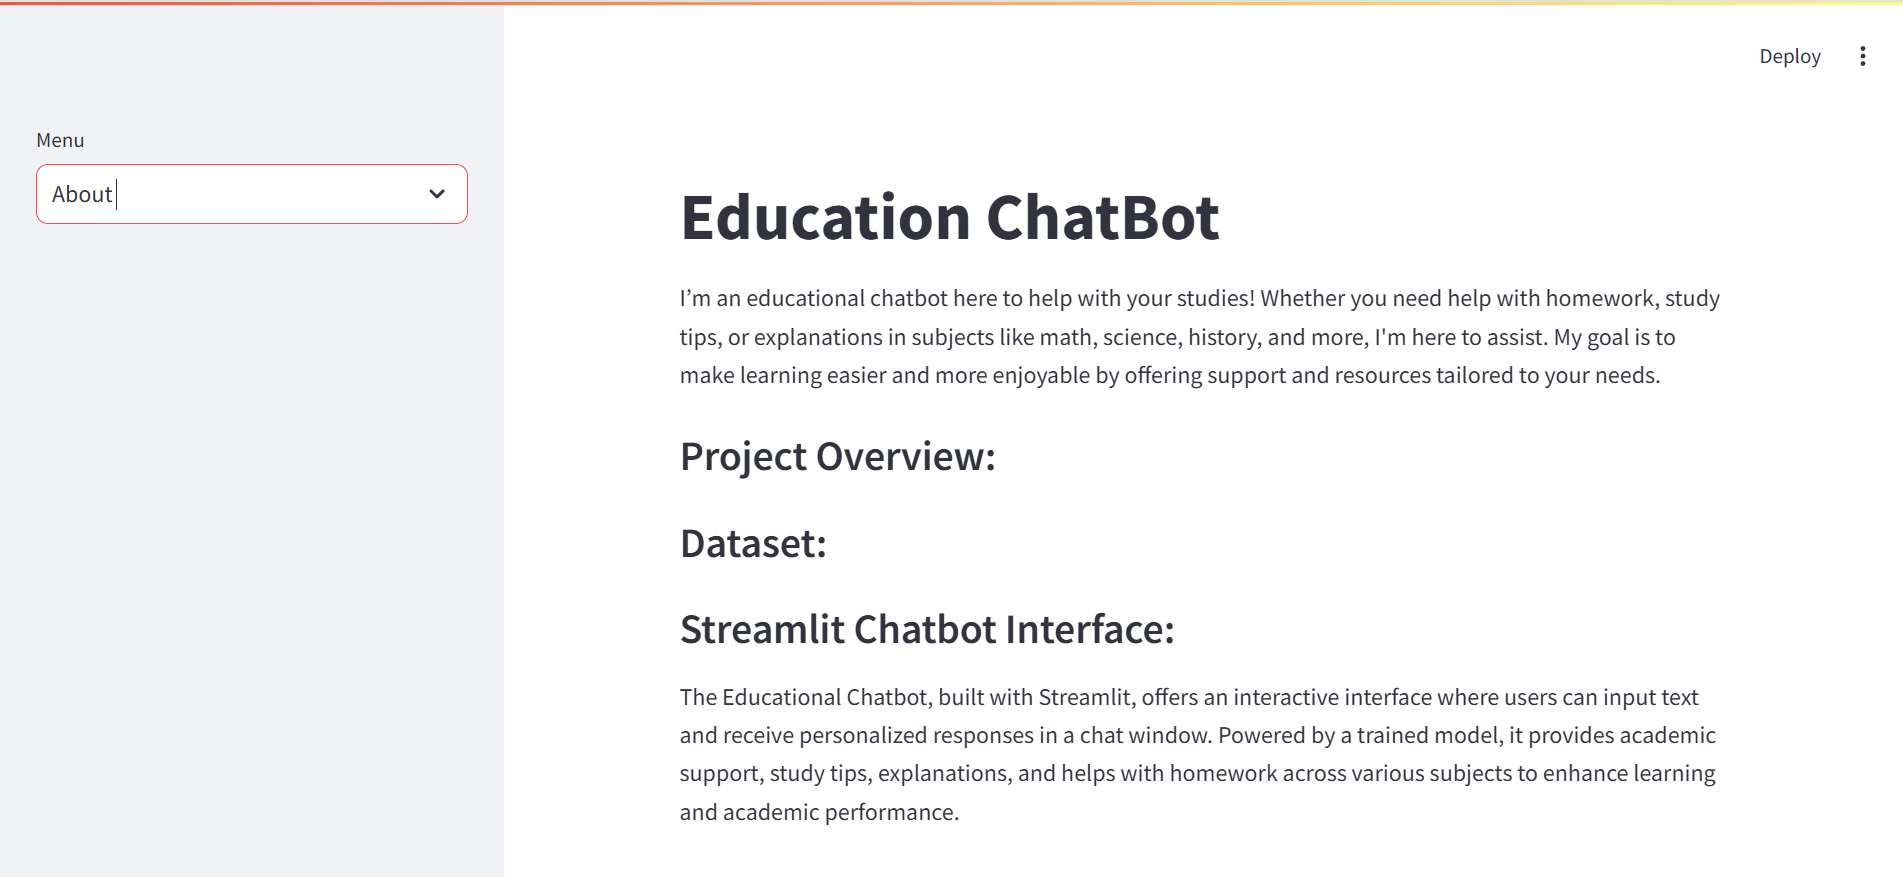 Deploy
Menu
About
Education ChatBot
I’m an educational chatbot here to help with your studies! Whether you need help with homework, study
tips, or explanations in subjects like math, science, history, and more, I'm here to assist. My goal is to
make learning easier and more enjoyable by offering support and resources tailored to your needs.
Project Overview:
Dataset:
Streamlit Chatbot Interface:
The Educational Chatbot, built with Streamlit, offers an interactive interface where users can input text
and receive personalized responses in a chat window. Powered by a trained model, it provides academic
support, study tips, explanations, and helps with homework across various subjects to enhance learning
and academic performance.